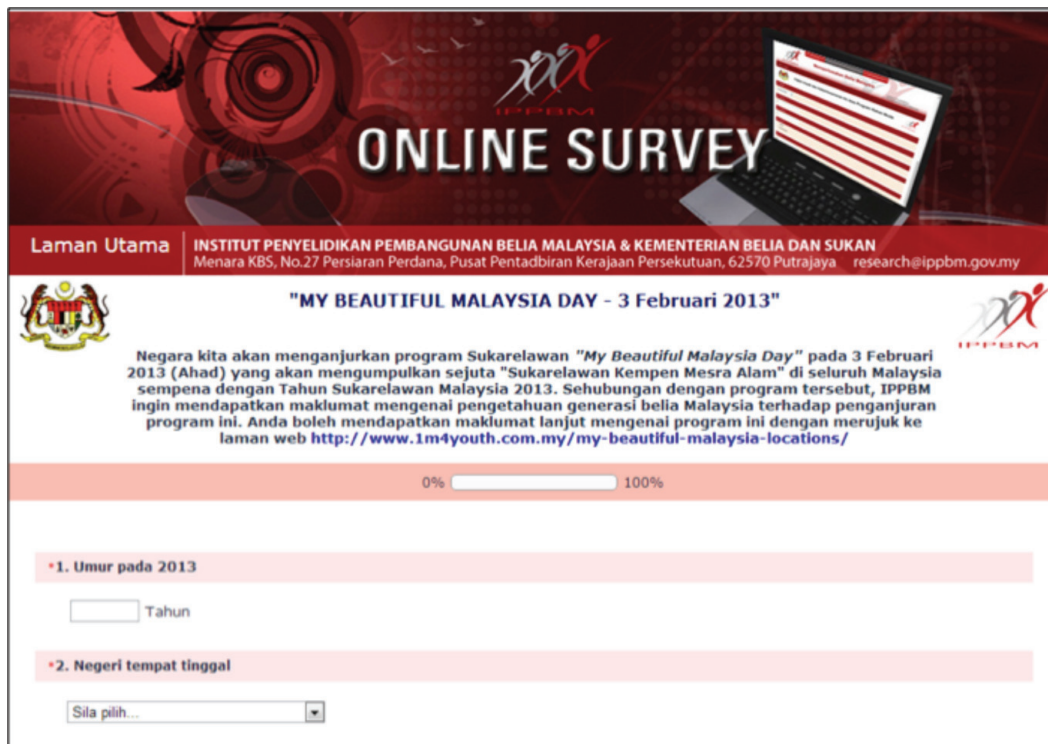 IPPBM
ONLINE SURVEY
Laman Utama
INSTITUT PENYELIDIKAN PEMBANGUNAN BELIA MALAYSIA & KEMENTERIAN BELIA DAN SUKAN
Menara KBS, No.27 Persiaran Perdana, Pusat Pentadbiran Kerajaan Persekutuan, 62570 Putrajaya research@ippbm.gov.my
"MY BEAUTIFUL MALAYSIA DAY - 3 Februari 2013"
IPPBM
Negara kita akan menganjurkan program Sukarelawan "My Beautiful Malaysia Day" pada 3 Februari
2013 (Ahad) yang akan mengumpulkan sejuta "Sukarelawan Kempen Mesra Alam" di seluruh Malaysia
sempena dengan Tahun Sukarelawan Malaysia 2013. Sehubungan dengan program tersebut, IPPBM
ingin mendapatkan maklumat mengenai pengetahuan generasi belia Malaysia terhadap penganjuran
program ini. Anda boleh mendapatkan maklumat lanjut mengenai program ini dengan merujuk ke
laman web http://www.1m4youth.com.my/my-beautiful-malaysia-locations/
0% 100%
*1. Umur pada 2013
Tahun
*2. Negeri tempat tinggal
Sila pilih...